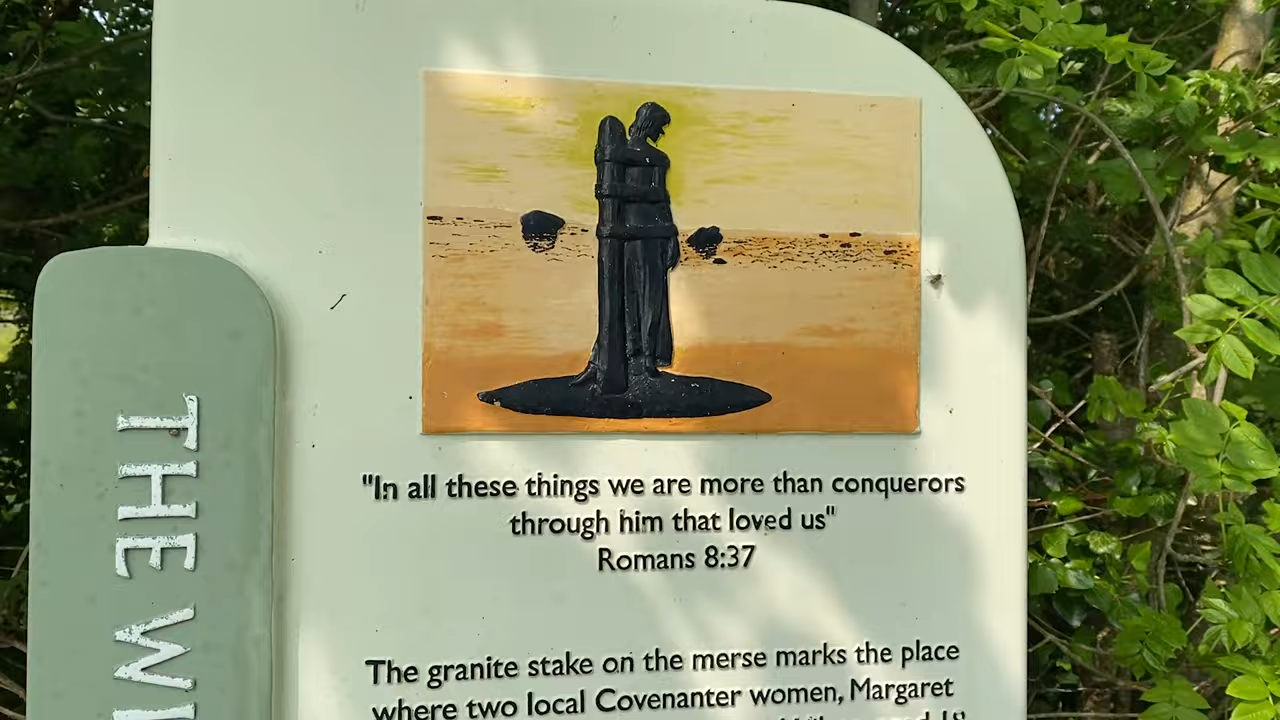 THE W
"In all these things we are more than conquerors
through him that loved us"
Romans 8:37
The granite stake on the merse marks the place
where two local Covenanter women, Margaret